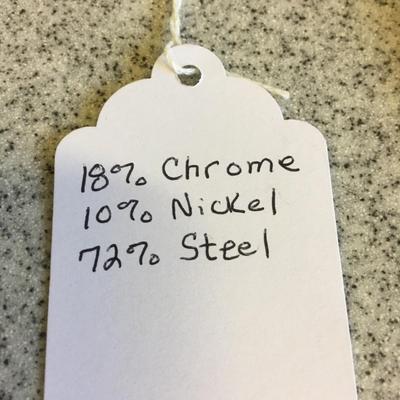 18% Chrome
10% Nickel
72% Steel